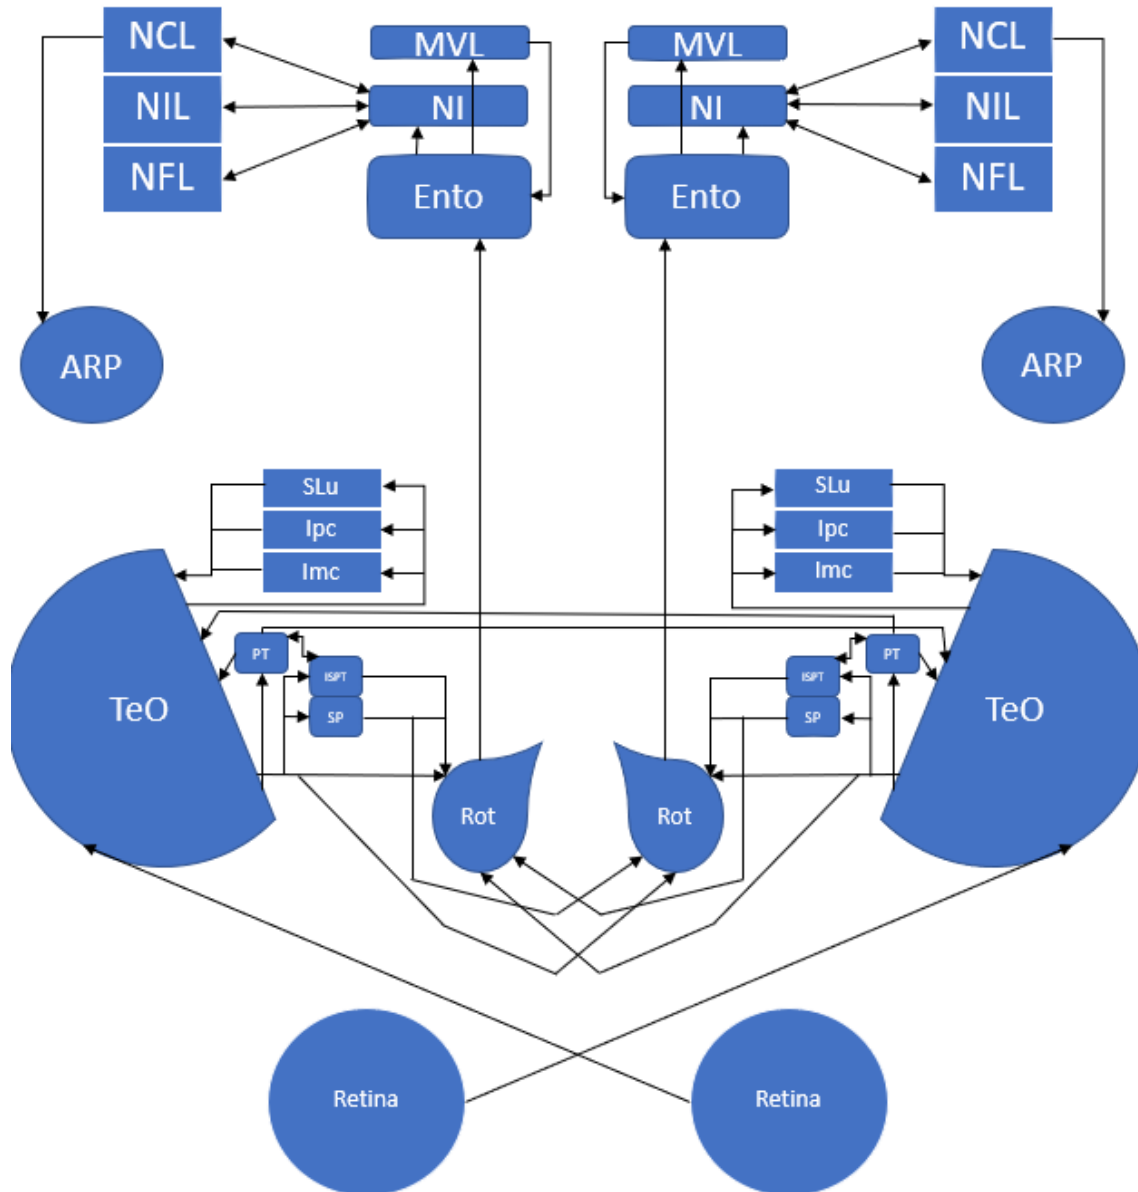 NCL
MVL
MVL
NCL
NIL
NI
NI
NIL
NFL
Ento
Ento
NFL
ARP
ARP
SLu
SLu
Ipc
Ipc
Imc
Imc
PT
PT
ISPT
ISPT
TeO
SP
SP
TeO
Rot
Rot
Retina
Retina